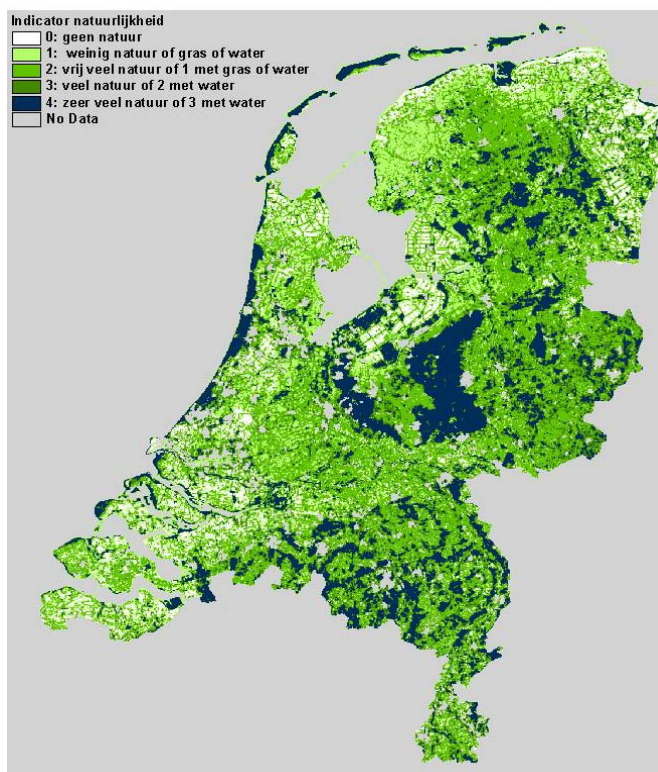 Indicator natuurlijkheid
0: geen natuur
1: weinig natuur of gras of water
2: vrij veel natuur of 1 met gras of water
3: veel natuur of 2 met water
4: zeer veel natuur of 3 met water
No Data